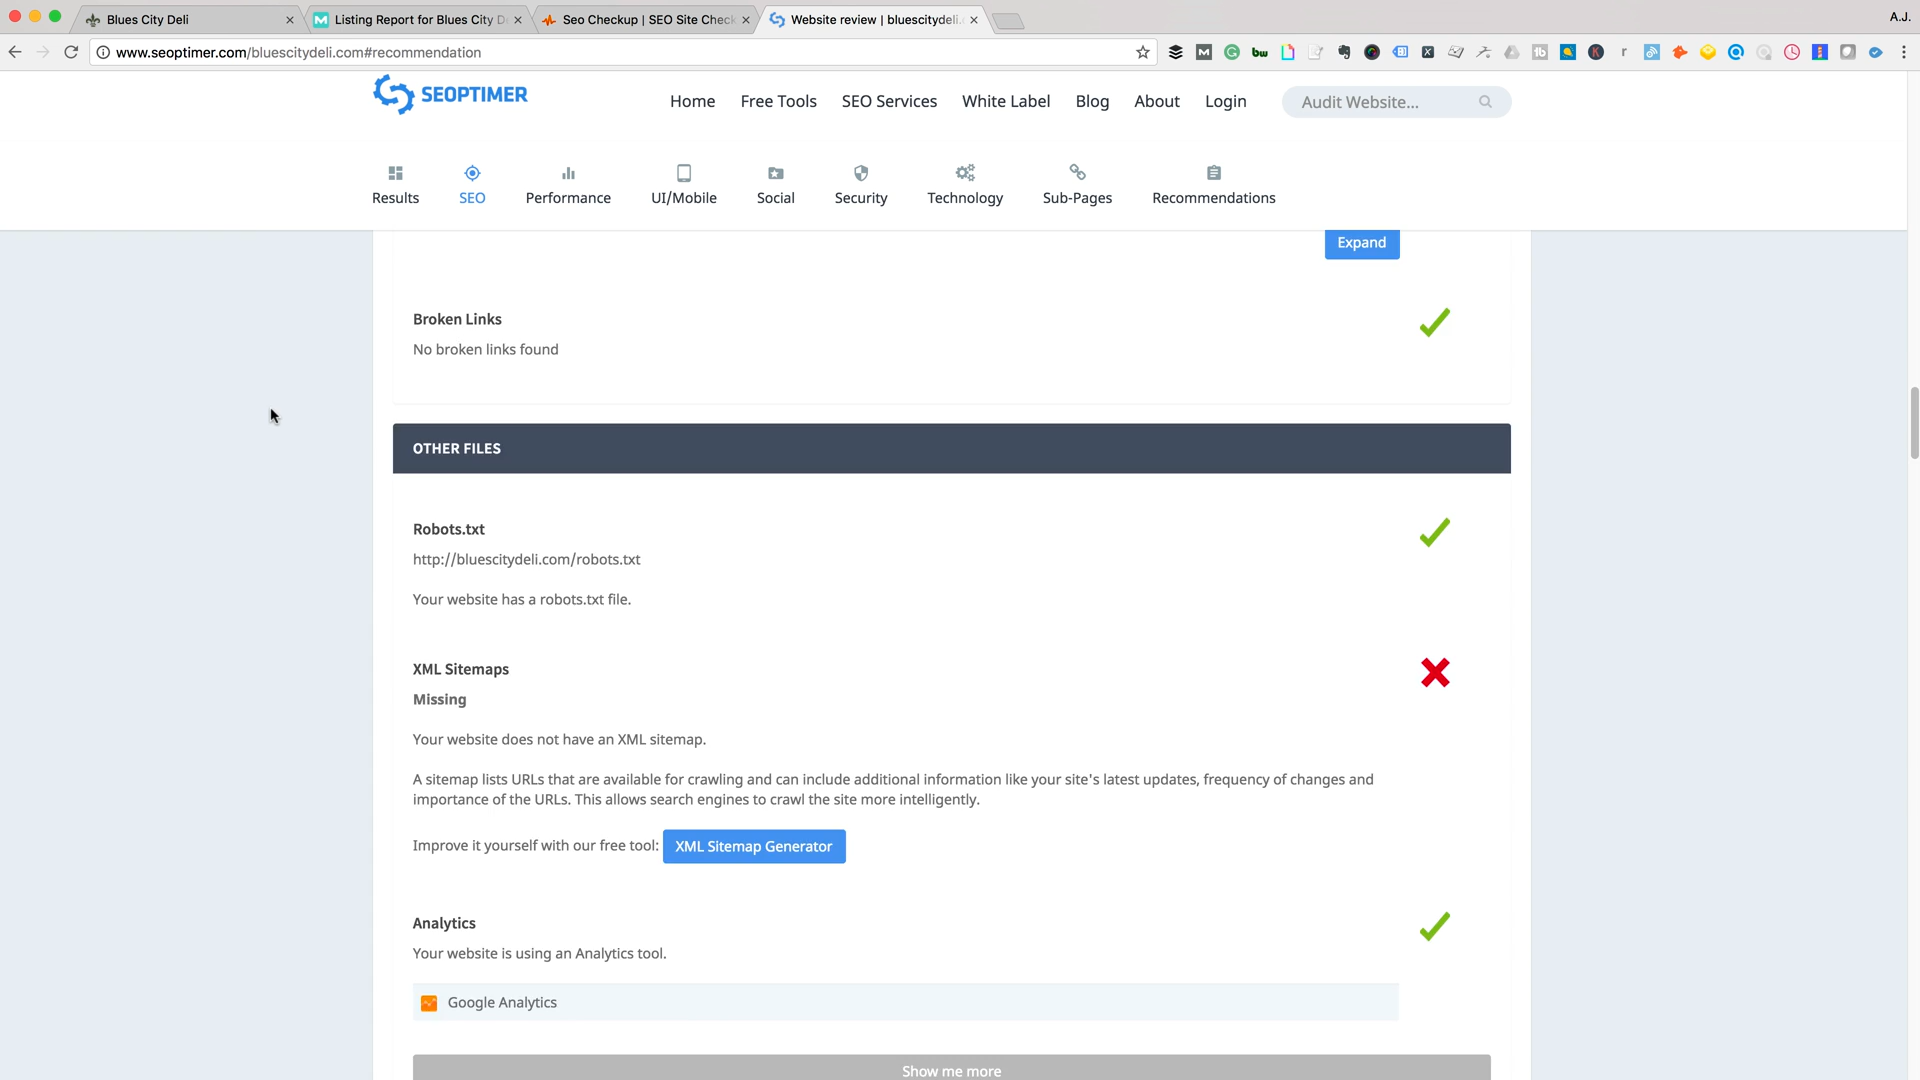 Blues City Deli
Listing Report for Blues City D
Seo Checkup | SEO Site Check
Website review | bluescitydeli.
A.J.
www.seoptimer.com/bluescitydeli.com#recommendation
SEOPTIMER
Home
Free Tools
SEO Services
White Label
Blog
About
Login
Audit Website...
Results
SEO
Performance
UI/Mobile
Social
Security
Technology
Sub-Pages
Recommendations
Expand
Broken Links
No broken links found
OTHER FILES
Robots.txt
http://bluescitydeli.com/robots.txt
Your website has a robots.txt file.
XML Sitemaps
Missing
Your website does not have an XML sitemap.
A sitemap lists URLs that are available for crawling and can include additional information like your site's latest updates, frequency of changes and
importance of the URLs. This allows search engines to crawl the site more intelligently.
Improve it yourself with our free tool: XML Sitemap Generator
Analytics
Your website is using an Analytics tool.
Google Analytics
Show me more